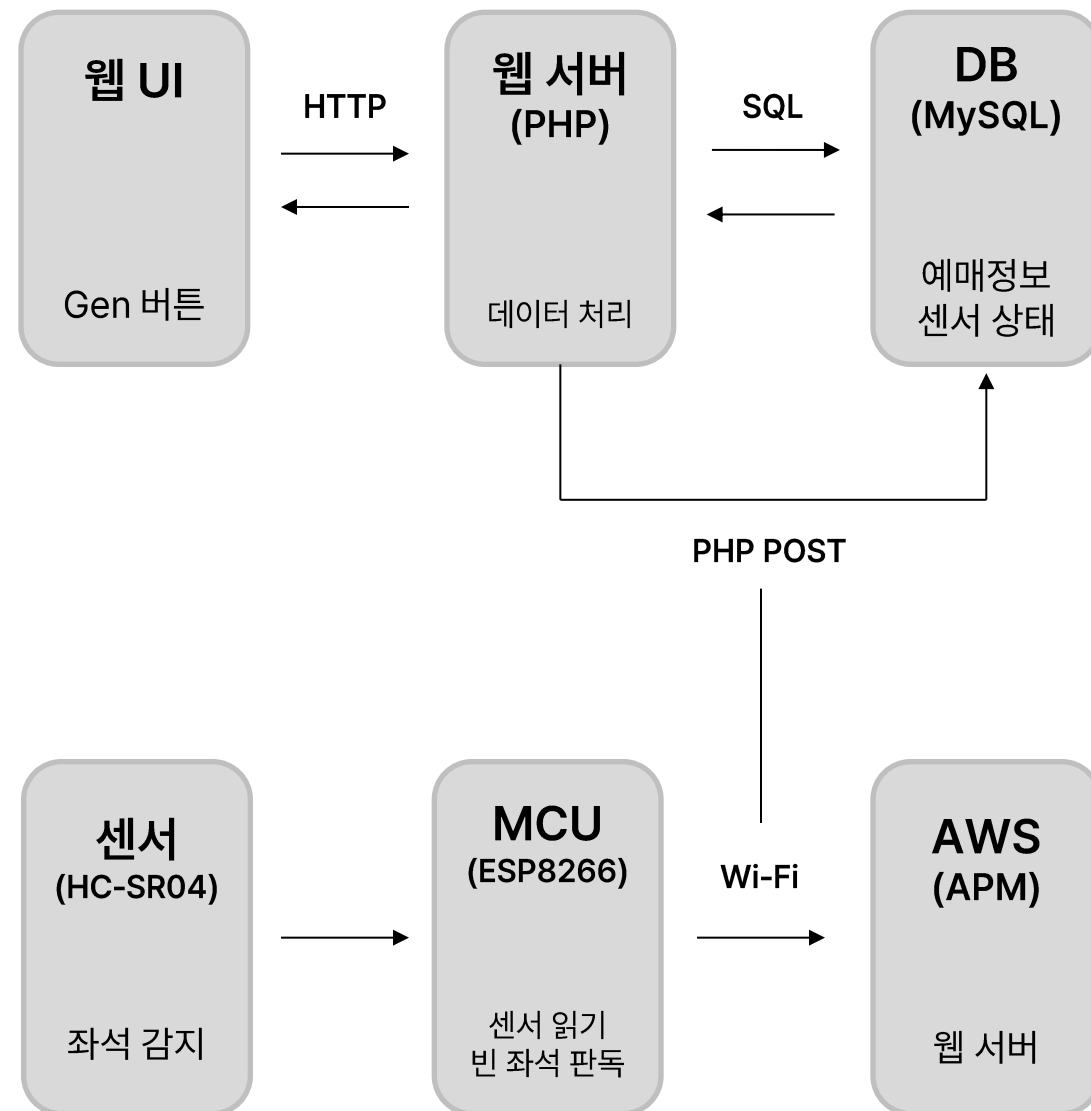 웹 UI
HTTP
웹 서버
(PHP)
SQL
DB
(MySQL)
Gen 버튼
데이터 처리
예매정보
센서 상태
PHP POST
센서
(HC-SR04)
MCU
(ESP8266)
Wi-Fi
AWS
(APM)
좌석 감지
센서 읽기
빈 좌석 판독
웹 서버